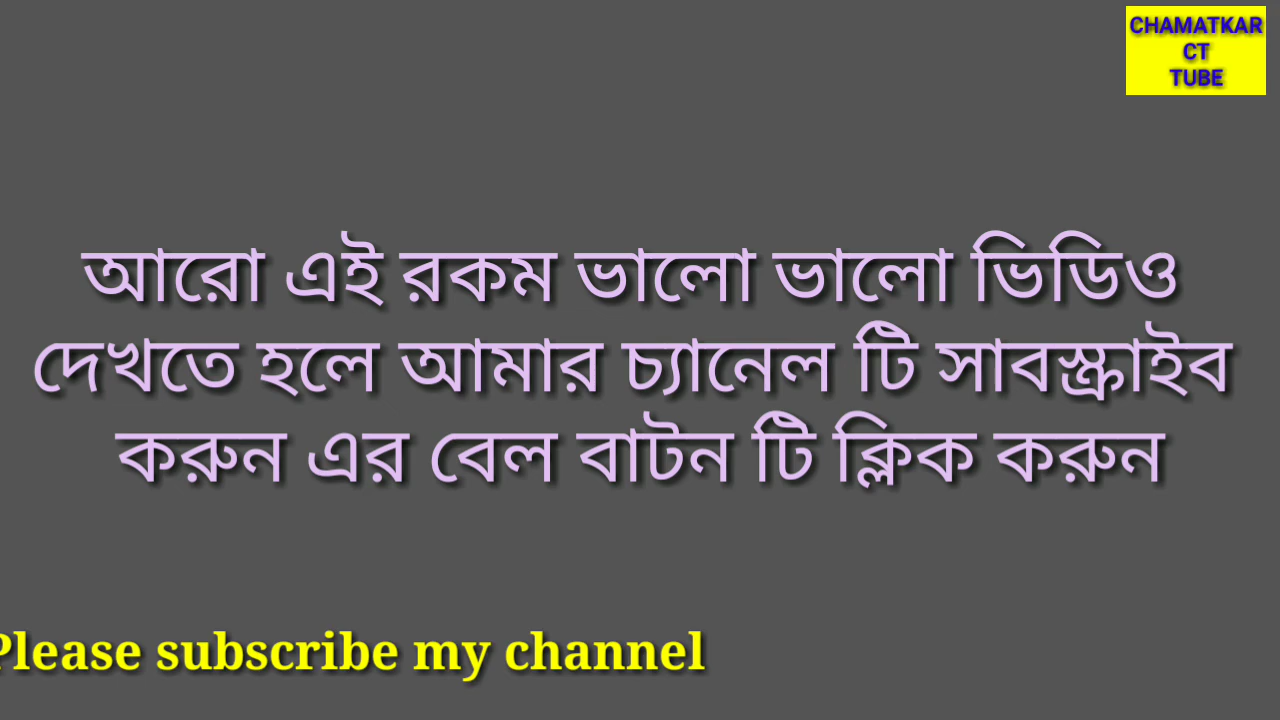 CHAMATKAR
CT
TUBE
আরো এই রকম ভালো ভালো ভিডিও
দেখতে হলে আমার চ্যানেল টি সাবস্ক্রাইব
করুন এর বেল বাটন টি ক্লিক করুন
Please subscribe my channel